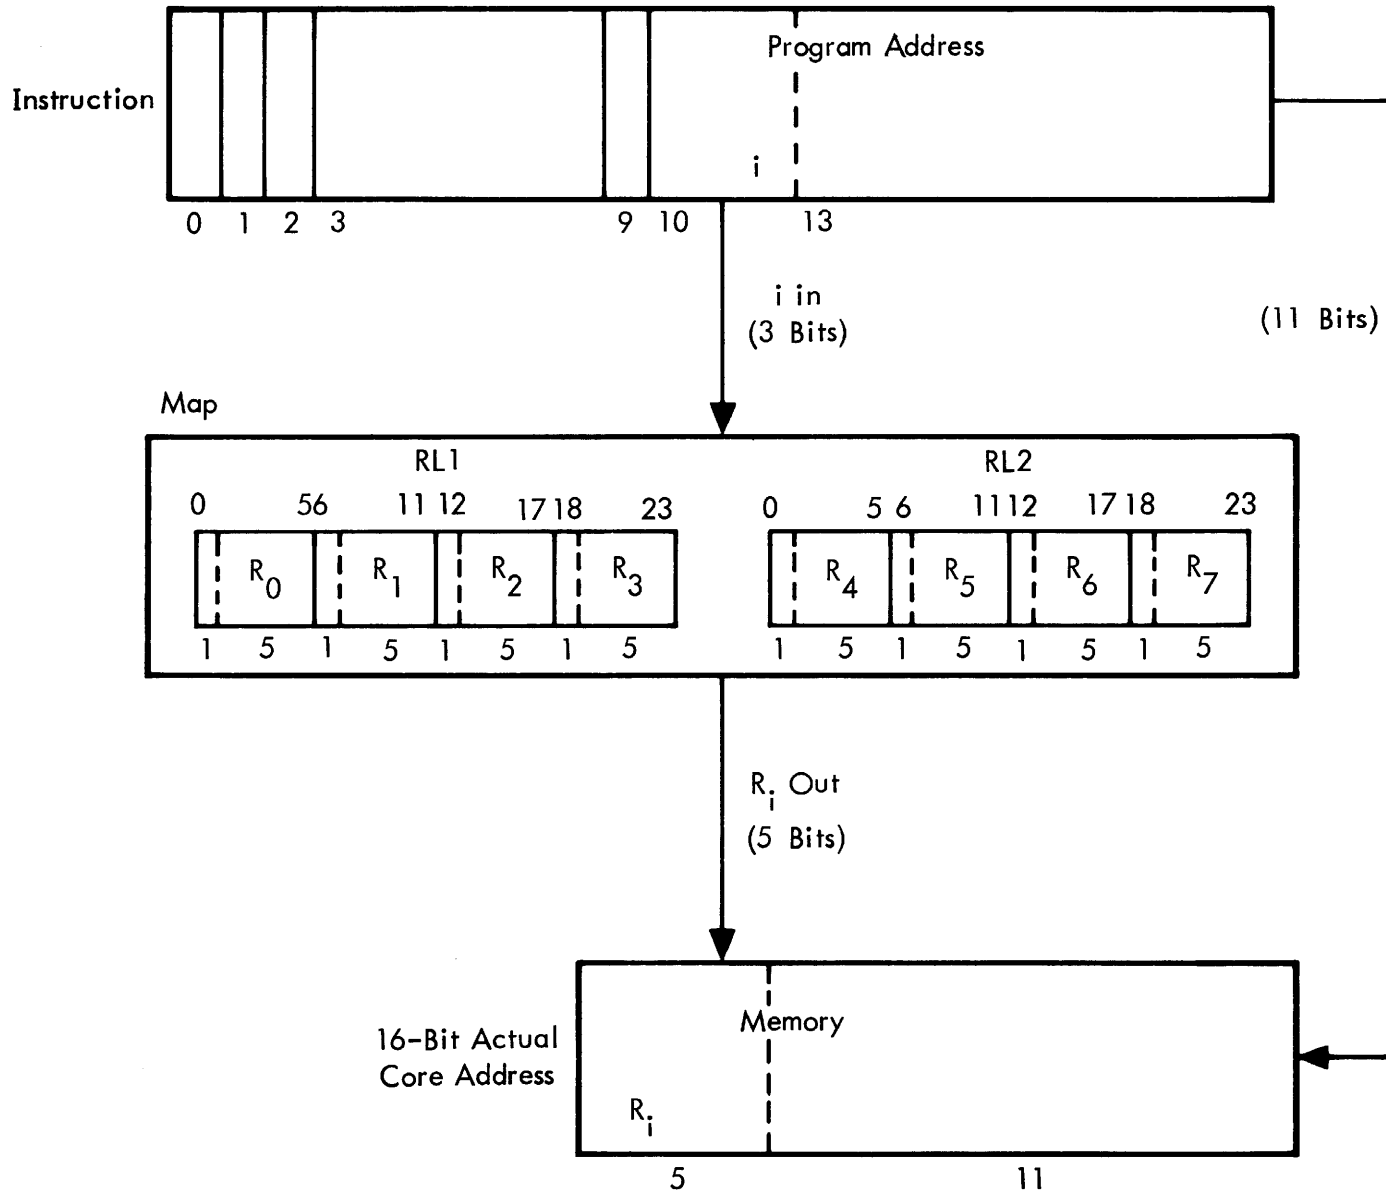 Program Address
Instruction
i
0 1 2 3 9 10 13
i in
(3 Bits)
(11 Bits)
Map
RL1 RL2
0 56 11 12 17 18 23 0 5 6 11 12 17 18 23
R0 R1 R2 R3 R4 R5 R6 R7
1 5 1 5 1 5 1 5 1 5 1 5 1 5 1 5
Ri Out
(5 Bits)
Memory
16-Bit Actual
Core Address
Ri
5 11